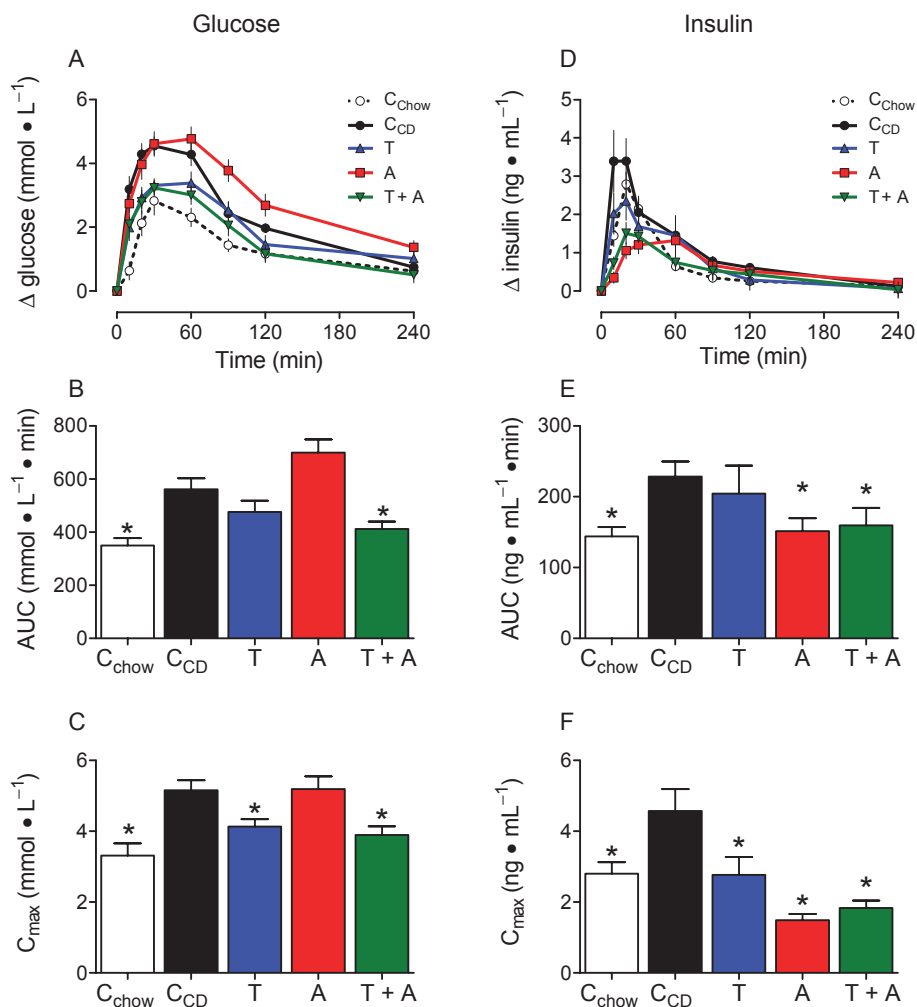 Glucose
Insulin
A
Δ glucose (mmol • L⁻¹)
6
4
2
0
0 60 120 180 240
Time (min)
C_Chow
C_CD
T
A
T + A
D
Δ insulin (ng • mL⁻¹)
5
4
3
2
1
0
0 60 120 180 240
Time (min)
C_Chow
C_CD
T
A
T + A
B
AUC (mmol • L⁻¹ • min)
800
600
400
200
0
* *
C_chow C_CD T A T + A
E
AUC (ng • mL⁻¹ •min)
300
200
100
0
* * *
C_chow C_CD T A T + A
C
C_max (mmol • L⁻¹)
6
4
2
0
* * *
C_chow C_CD T A T + A
F
C_max (ng • mL⁻¹)
6
4
2
0
* * * *
C_chow C_CD T A T + A